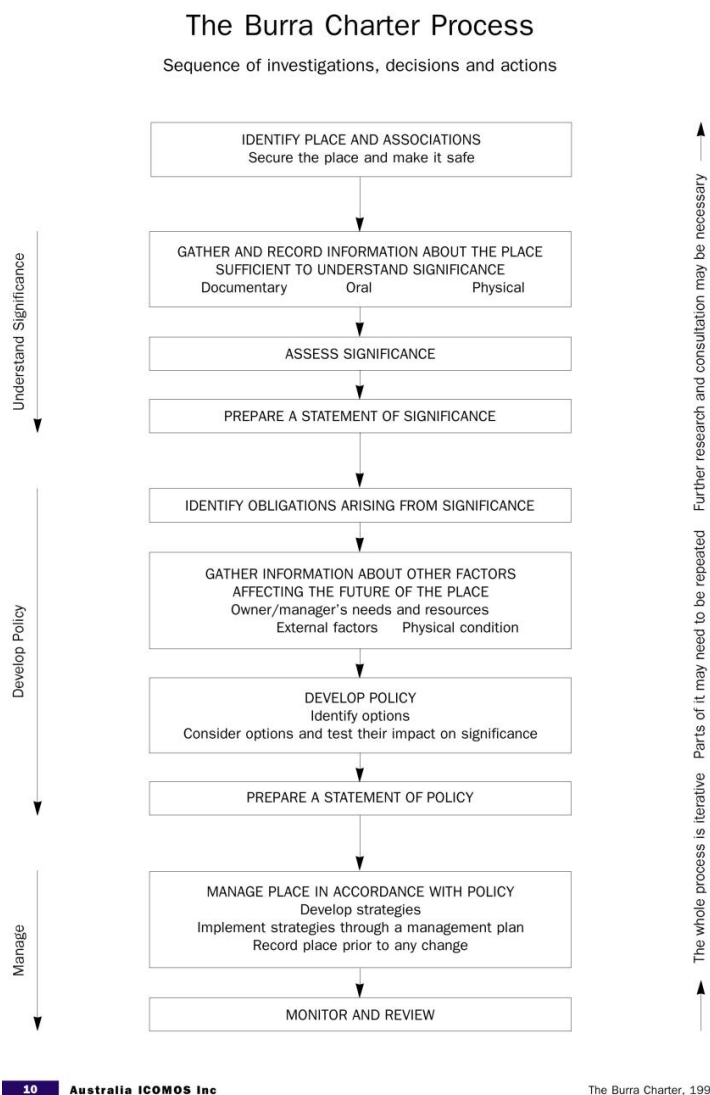 The Burra Charter Process
Sequence of investigations, decisions and actions
IDENTIFY PLACE AND ASSOCIATIONS
Secure the place and make it safe
Understand Significance
GATHER AND RECORD INFORMATION ABOUT THE PLACE
SUFFICIENT TO UNDERSTAND SIGNIFICANCE
Documentary Oral Physical
ASSESS SIGNIFICANCE
PREPARE A STATEMENT OF SIGNIFICANCE
Develop Policy
IDENTIFY OBLIGATIONS ARISING FROM SIGNIFICANCE
GATHER INFORMATION ABOUT OTHER FACTORS
AFFECTING THE FUTURE OF THE PLACE
Owner/manager’s needs and resources
External factors Physical condition
DEVELOP POLICY
Identify options
Consider options and test their impact on significance
PREPARE A STATEMENT OF POLICY
Manage
MANAGE PLACE IN ACCORDANCE WITH POLICY
Develop strategies
Implement strategies through a management plan
Record place prior to any change
MONITOR AND REVIEW
The whole process is iterative Parts of it may need to be repeated Further research and consultation may be necessary
10 Australia ICOMOS Inc
The Burra Charter, 199